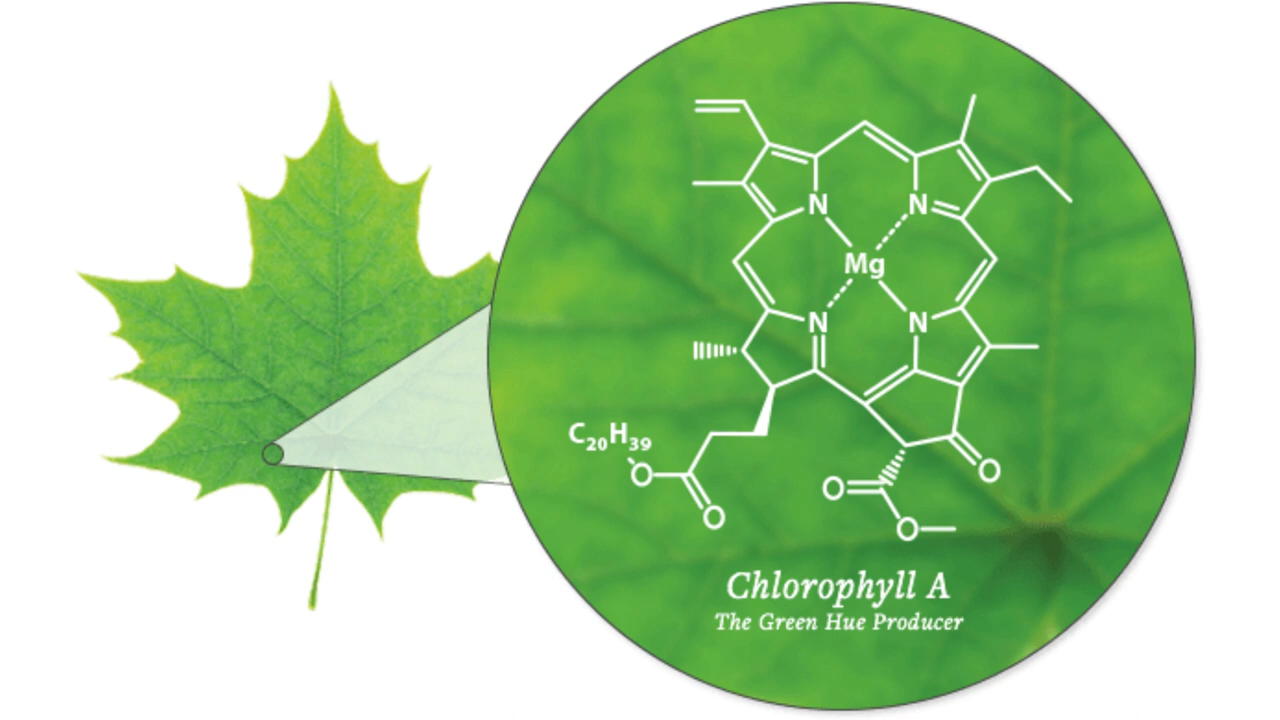 N
N
Mg
N
N
C₂₀H₃₉
O
O
O
O
O
Chlorophyll A
The Green Hue Producer